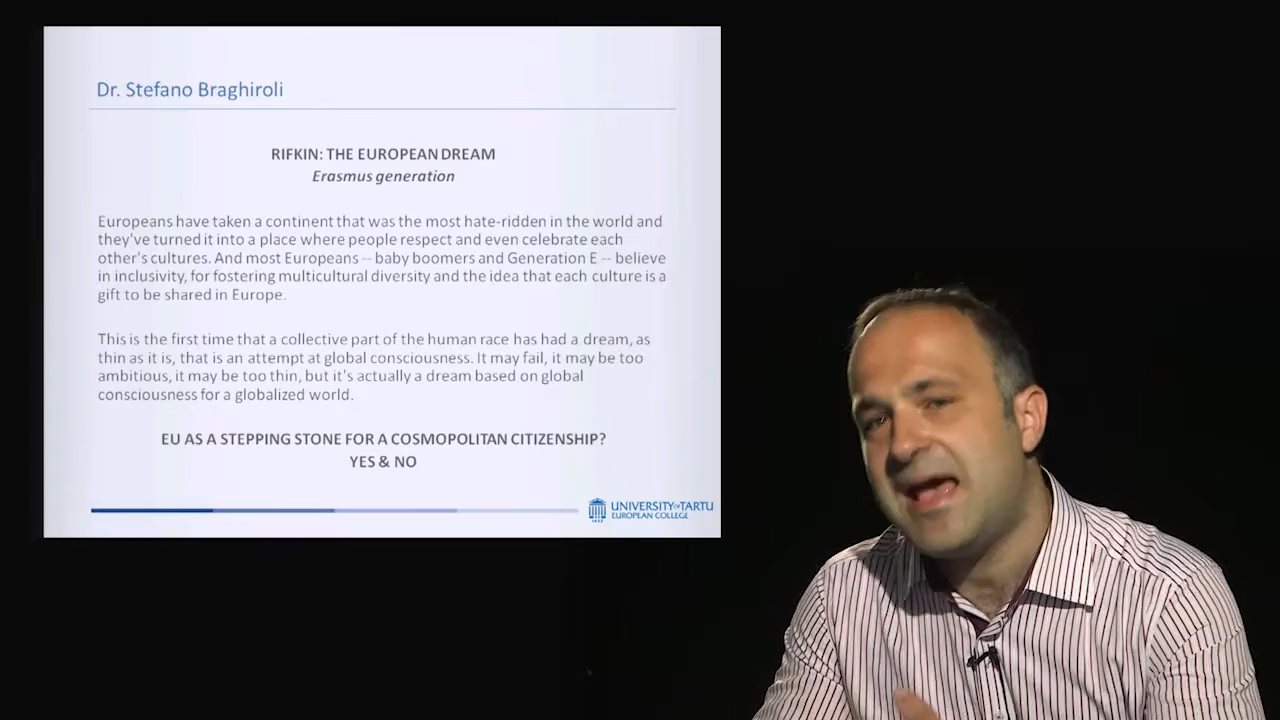 Dr. Stefano Braghiroli
RIFKIN: THE EUROPEAN DREAM
Erasmus generation
Europeans have taken a continent that was the most hate-ridden in the world and
they've turned it into a place where people respect and even celebrate each
other's cultures. And most Europeans -- baby boomers and Generation E -- believe
in inclusivity, for fostering multicultural diversity and the idea that each culture is a
gift to be shared in Europe.
This is the first time that a collective part of the human race has had a dream, as
thin as it is, that is an attempt at global consciousness. It may fail, it may be too
ambitious, it may be too thin, but it's actually a dream based on global
consciousness for a globalized world.
EU AS A STEPPING STONE FOR A COSMOPOLITAN CITIZENSHIP?
YES & NO
UNIVERSITY OF TARTU
EUROPEAN COLLEGE
1632